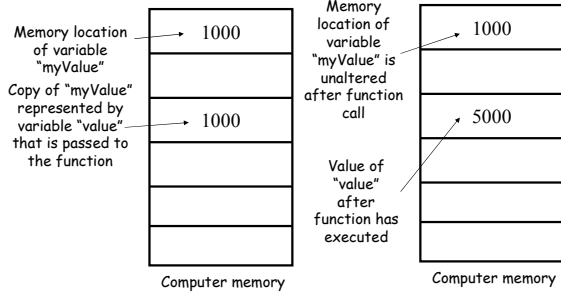 Memory location
of variable
“myValue”
Copy of “myValue”
represented by
variable “value”
that is passed to
the function
1000
1000
Computer memory
Memory
location of
variable
“myValue” is
unaltered
after function
call
Value of
“value”
after
function has
executed
1000
5000
Computer memory